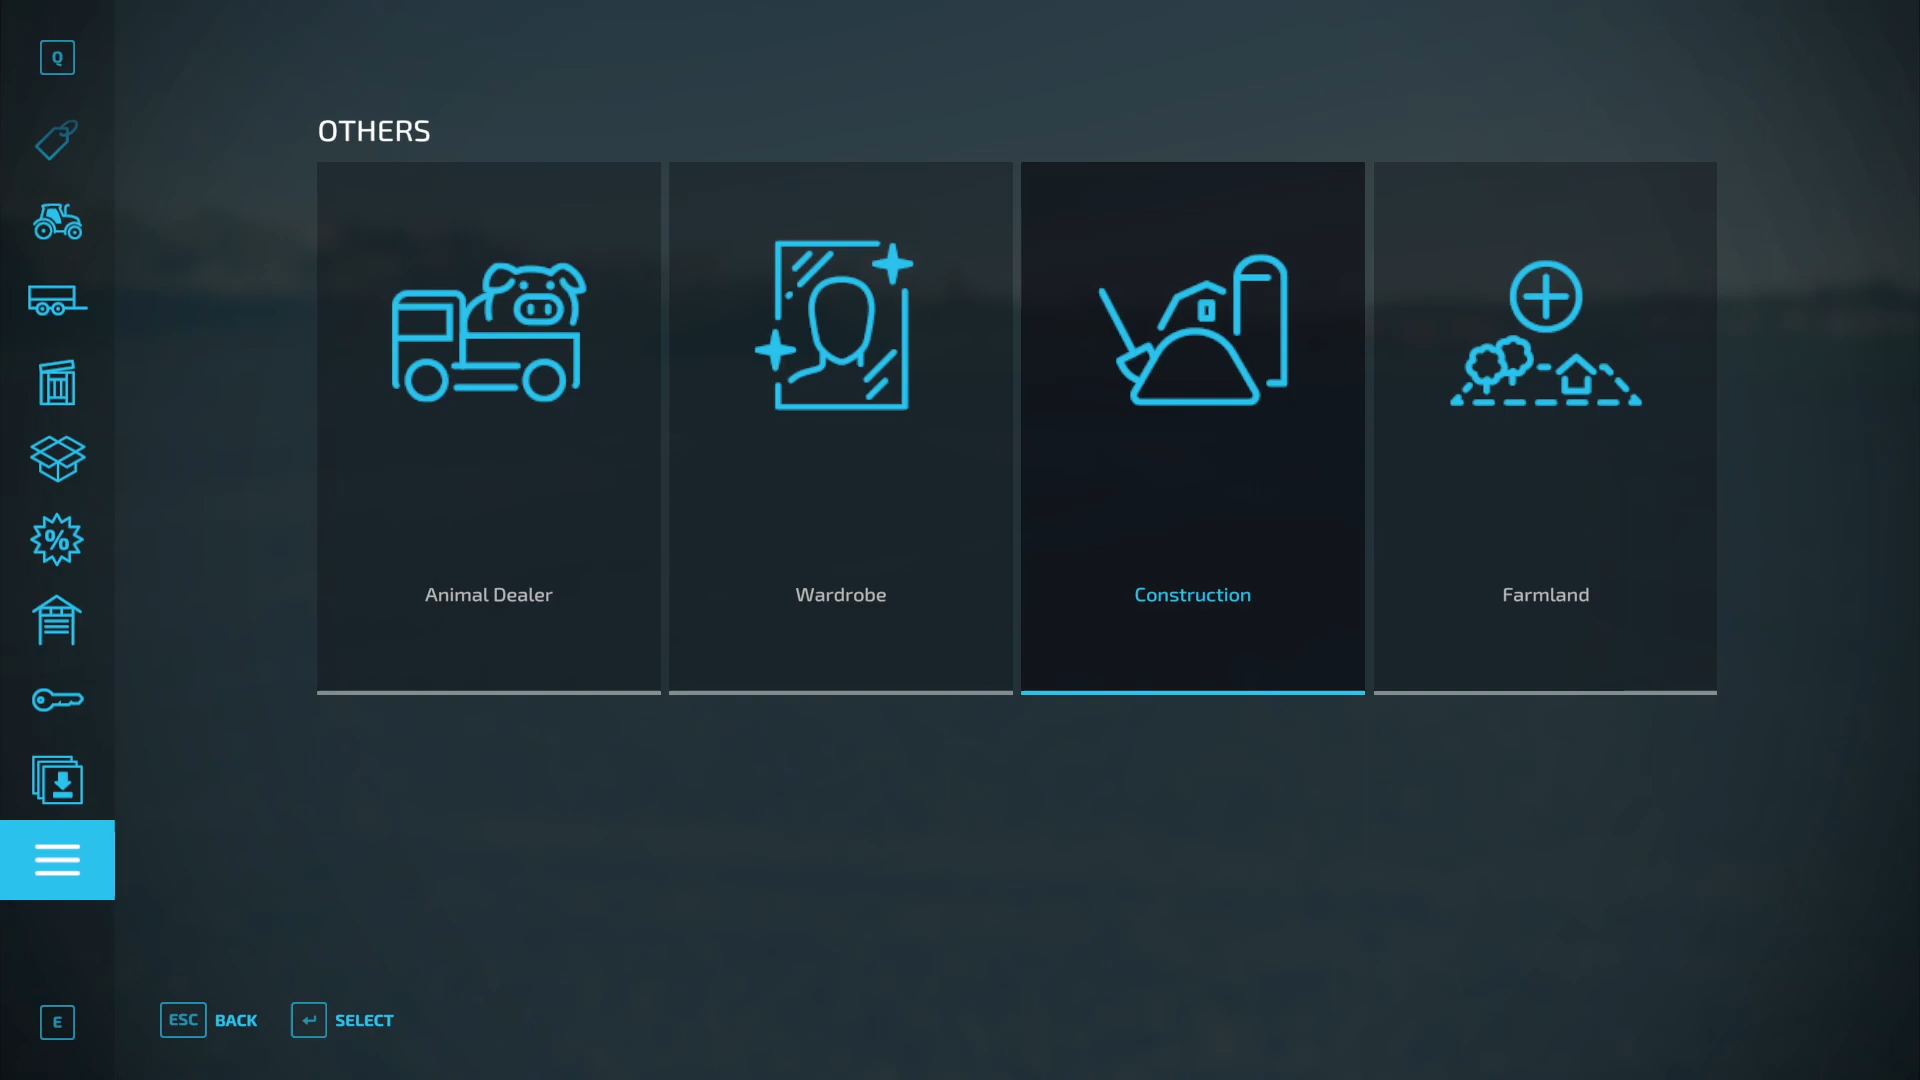 Q
OTHERS
%
Animal Dealer
Wardrobe
Construction
Farmland
E
ESC BACK
SELECT